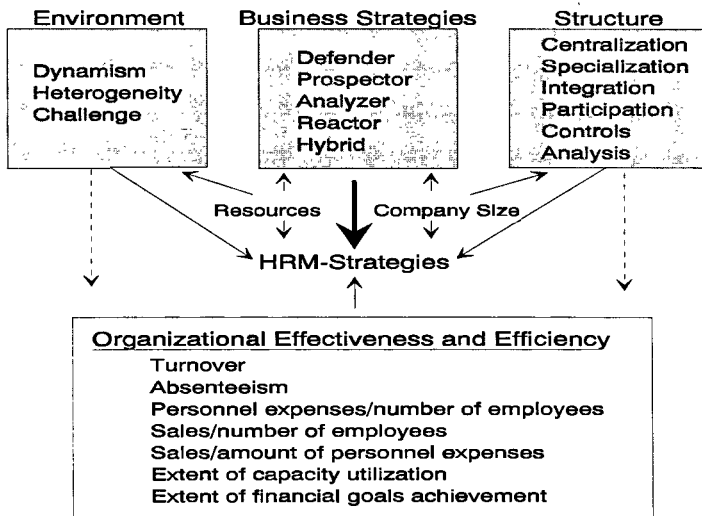 Environment
Dynamism
Heterogeneity
Challenge
Business Strategies
Defender
Prospector
Analyzer
Reactor
Hybrid
Structure
Centralization
Specialization
Integration
Participation
Controls
Analysis
Resources
Company Size
HRM-Strategies
Organizational Effectiveness and Efficiency
Turnover
Absenteeism
Personnel expenses/number of employees
Sales/number of employees
Sales/amount of personnel expenses
Extent of capacity utilization
Extent of financial goals achievement